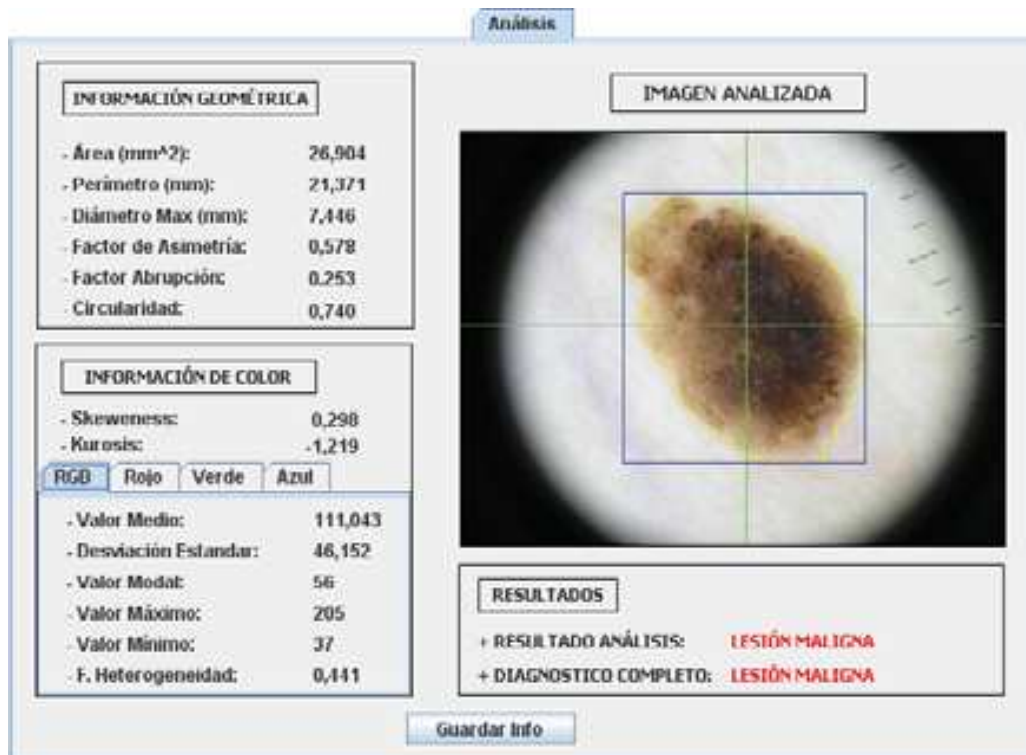 Análisis
INFORMACIÓN GEOMÉTRICA
- Área (mm^2): 26,904
- Perímetro (mm): 21,371
- Diámetro Max (mm): 7,446
- Factor de Asimetría: 0,578
- Factor Abrupción: 0,253
- Circularidad: 0,740
INFORMACIÓN DE COLOR
- Skeweness: 0,298
- Kurosis: -1,219
RGB Rojo Verde Azul
- Valor Medio: 111,043
- Desviación Estandar: 46,152
- Valor Modal: 56
- Valor Máximo: 205
- Valor Mínimo: 37
- F. Heterogeneidad: 0,441
IMAGEN ANALIZADA
RESULTADOS
+ RESULTADO ANÁLISIS: LESIÓN MALIGNA
+ DIAGNOSTICO COMPLETO: LESIÓN MALIGNA
Guardar Info